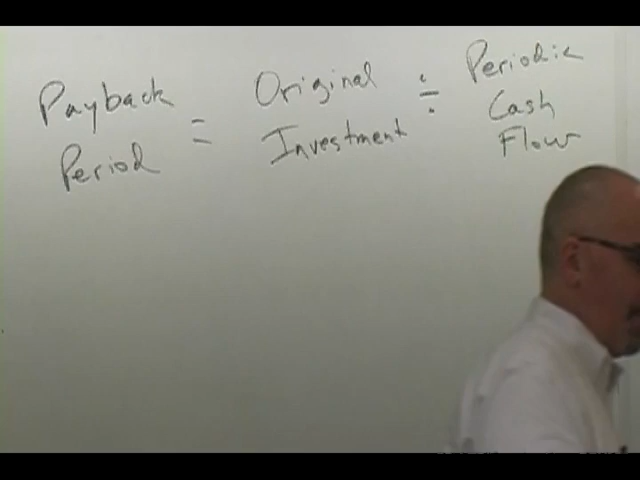 Payback Period = Original Investment ÷ Periodic Cash Flow